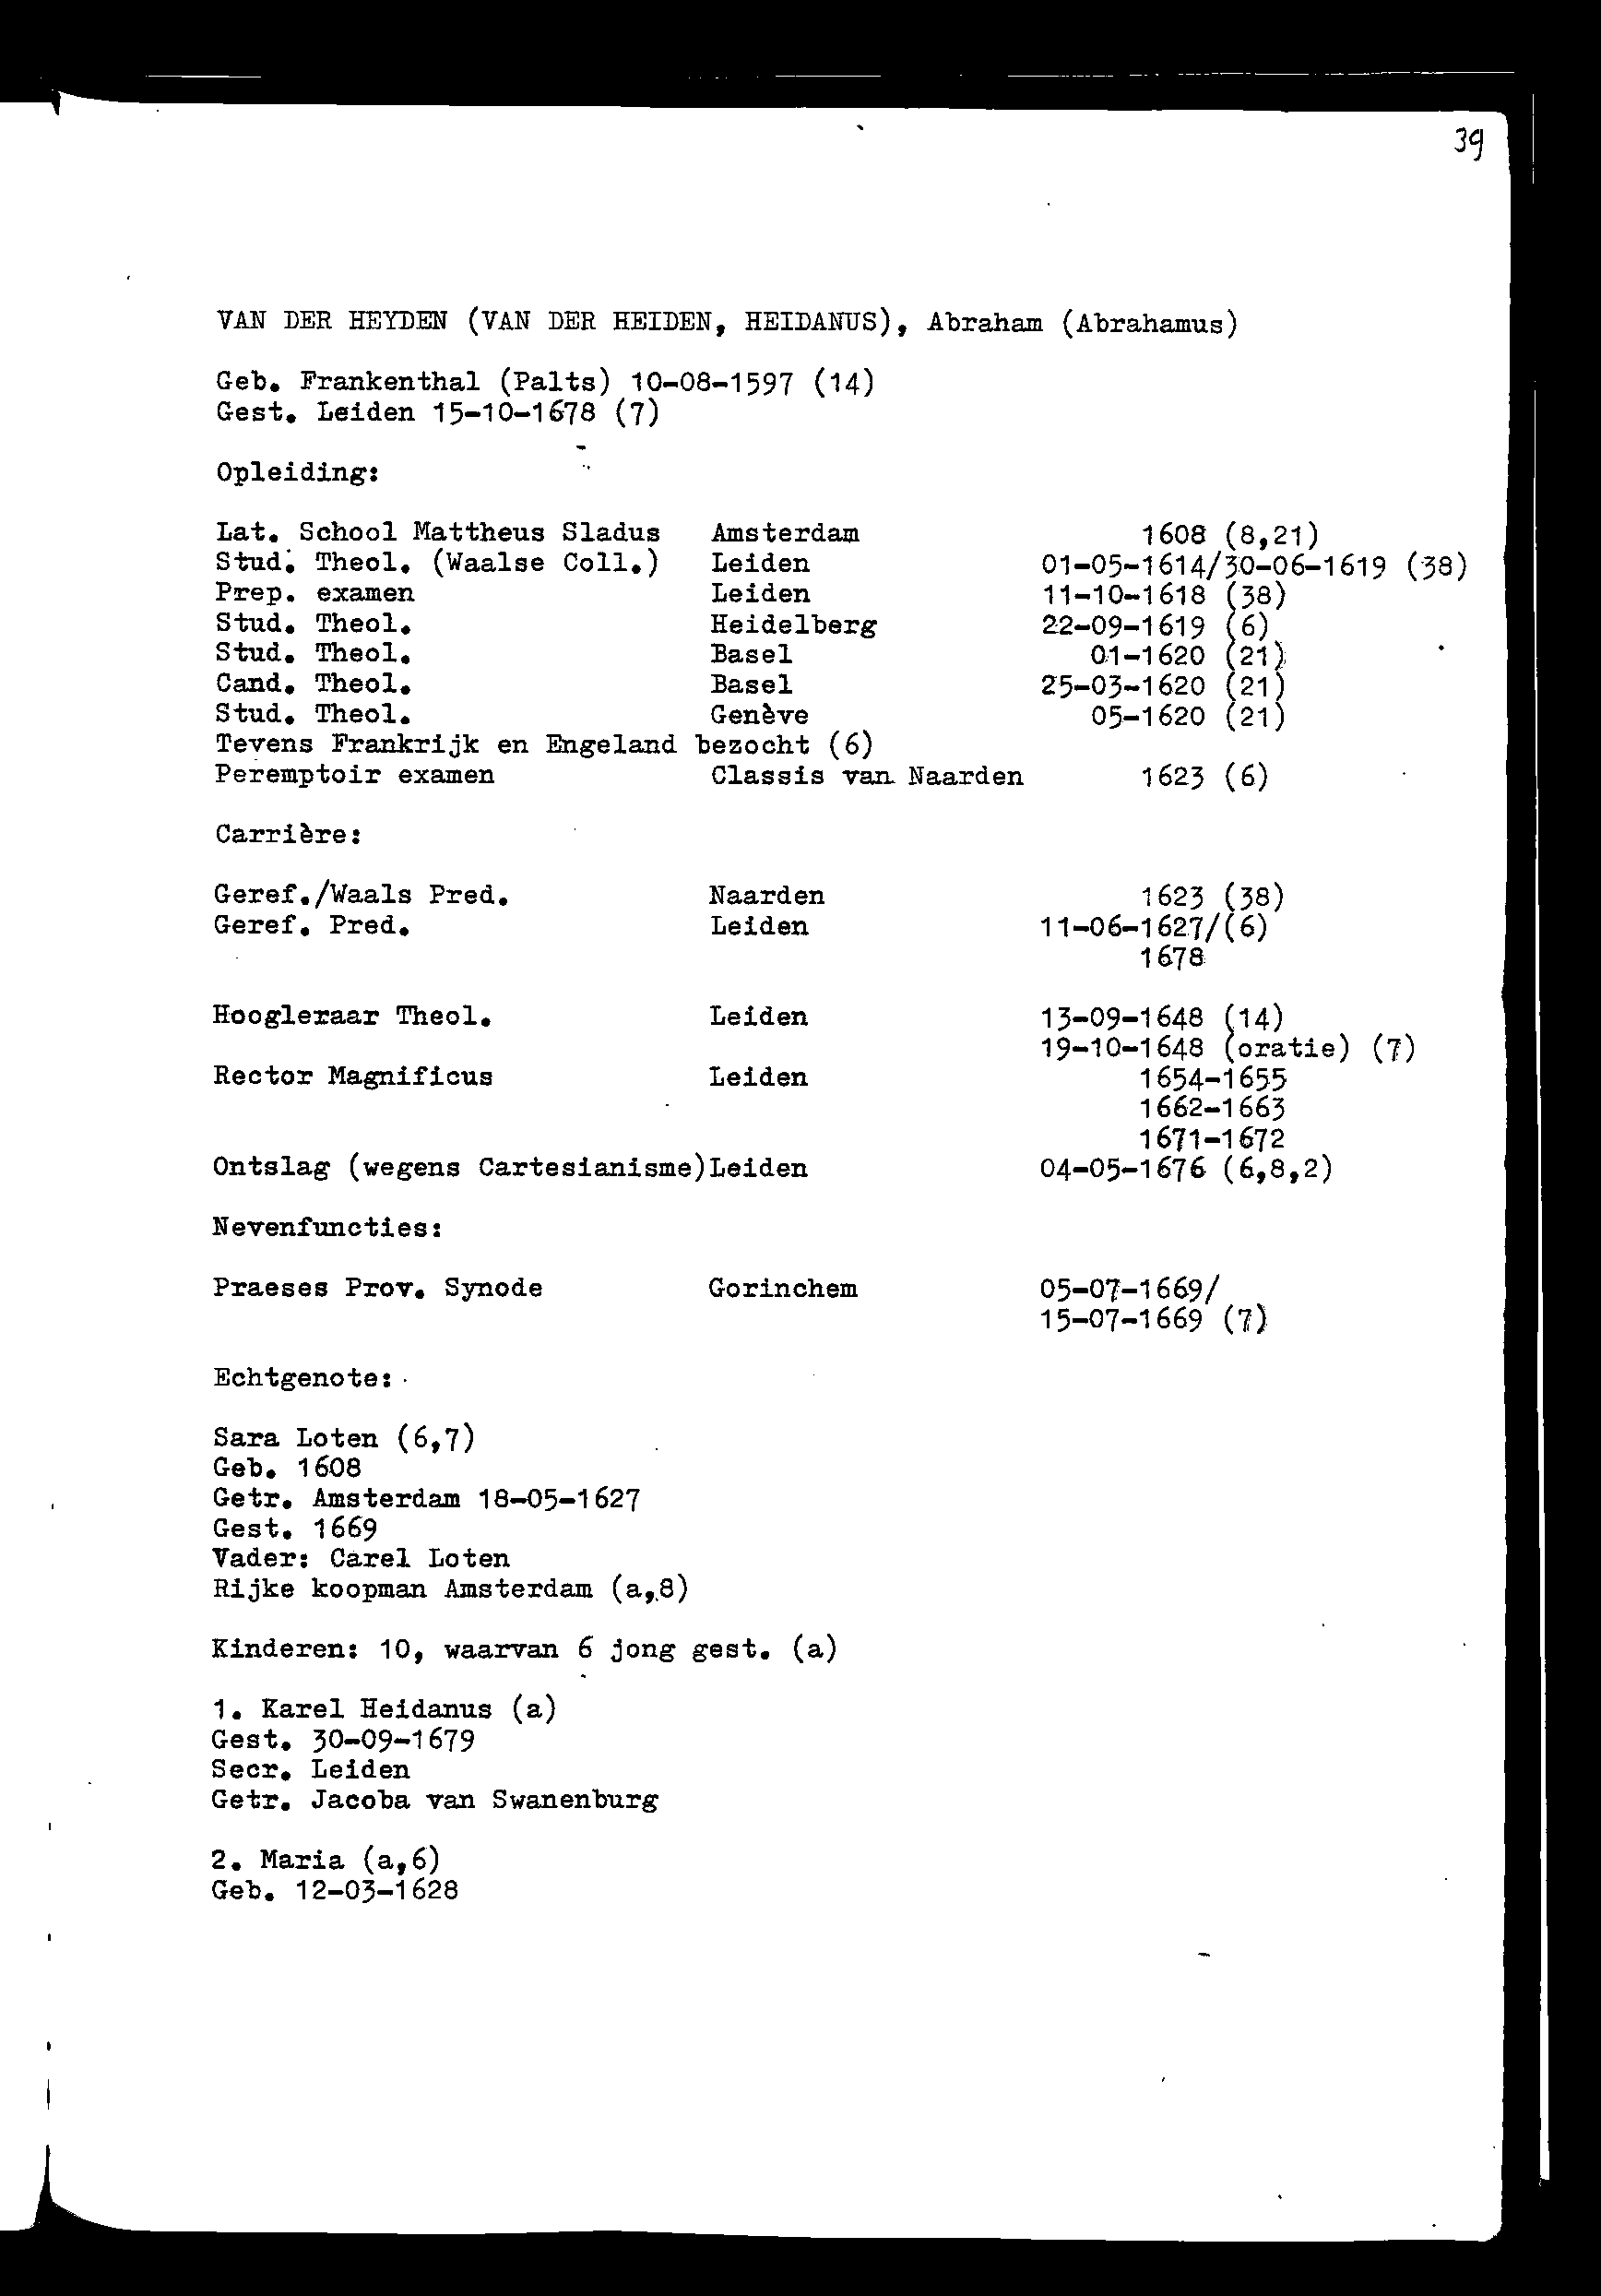 39
VAN DER HEYDEN (VAN DER HEIDEN, HEIDANUS), Abraham (Abrahamus)
Geb. Frankenthal (Palts) 10-08-1597 (14)
Gest. Leiden 15-10-1678 (7)
Opleiding:
Lat. School Mattheus Sladus Amsterdam 1608 (8,21)
Stud. Theol. (Waalse Coll.) Leiden 01-05-1614/30-06-1619 (38)
Prep. examen Leiden 11-10-1618 (38)
Stud. Theol. Heidelberg 22-09-1619 (6)
Stud. Theol. Basel 01-1620 (21)
Cand. Theol. Basel 25-03-1620 (21)
Stud. Theol. Genève 05-1620 (21)
Tevens Frankrijk en Engeland bezocht (6)
Peremptoir examen Classis van Naarden 1623 (6)
Carrière:
Geref./Waals Pred. Naarden 1623 (38)
Geref. Pred. Leiden 11-06-1627/(6)
1678
Hoogleraar Theol. Leiden 13-09-1648 (14)
19-10-1648 (oratie) (7)
Rector Magnificus Leiden 1654-1655
1662-1663
1671-1672
Ontslag (wegens Cartesianisme)Leiden 04-05-1676 (6,8,2)
Nevenfuncties:
Praeses Prov. Synode Gorinchem 05-07-1669/
15-07-1669 (7)
Echtgenote:
Sara Loten (6,7)
Geb. 1608
Getr. Amsterdam 18-05-1627
Gest. 1669
Vader: Carel Loten
Rijke koopman Amsterdam (a,8)
Kinderen: 10, waarvan 6 jong gest. (a)
1. Karel Heidanus (a)
Gest. 30-09-1679
Secr. Leiden
Getr. Jacoba van Swanenburg
2. Maria (a,6)
Geb. 12-03-1628